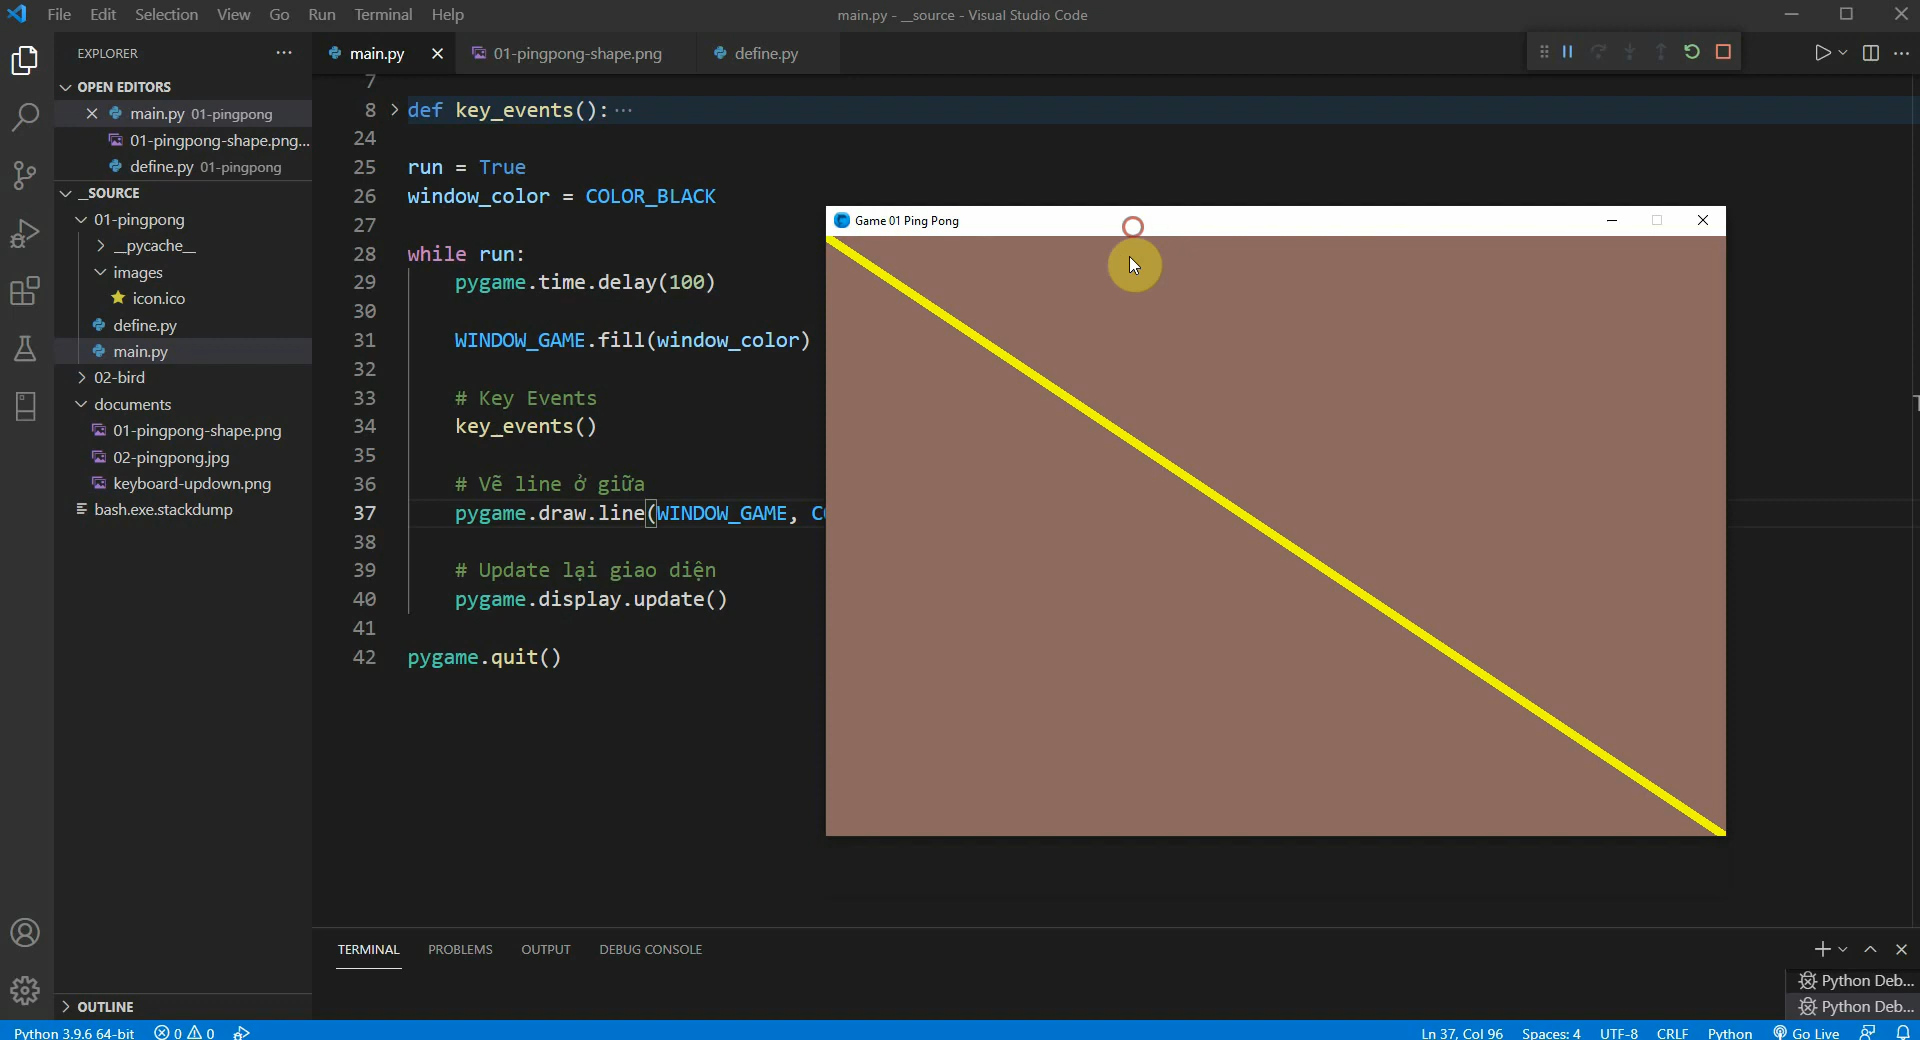 File Edit Selection View Go Run Terminal Help
main.py - __source - Visual Studio Code
EXPLORER
main.py
01-pingpong-shape.png
define.py
OPEN EDITORS
main.py 01-pingpong
01-pingpong-shape.png...
define.py 01-pingpong
_SOURCE
01-pingpong
__pycache__
images
icon.ico
define.py
main.py
02-bird
documents
01-pingpong-shape.png
02-pingpong.jpg
keyboard-updown.png
bash.exe.stackdump
OUTLINE
7
8 def key_events():···
24
25 run = True
26 window_color = COLOR_BLACK
27
28 while run:
29 pygame.time.delay(100)
30
31 WINDOW_GAME.fill(window_color)
32
33 # Key Events
34 key_events()
35
36 # Vẽ line ở giữa
37 pygame.draw.line(WINDOW_GAME, CO
38
39 # Update lại giao diện
40 pygame.display.update()
41
42 pygame.quit()
Game 01 Ping Pong
TERMINAL PROBLEMS OUTPUT DEBUG CONSOLE
Python Deb...
Python Deb...
Python 3.9.6 64-bit 0 0
Ln 37, Col 96 Spaces: 4 UTF-8 CRLF Python Go Live